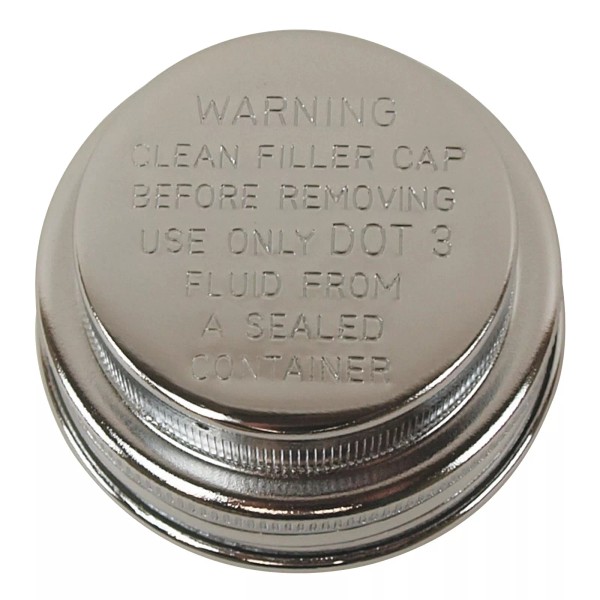 WARNING
CLEAN FILLER CAP
BEFORE REMOVING
USE ONLY DOT 3
FLUID FROM
A SEALED
CONTAINER